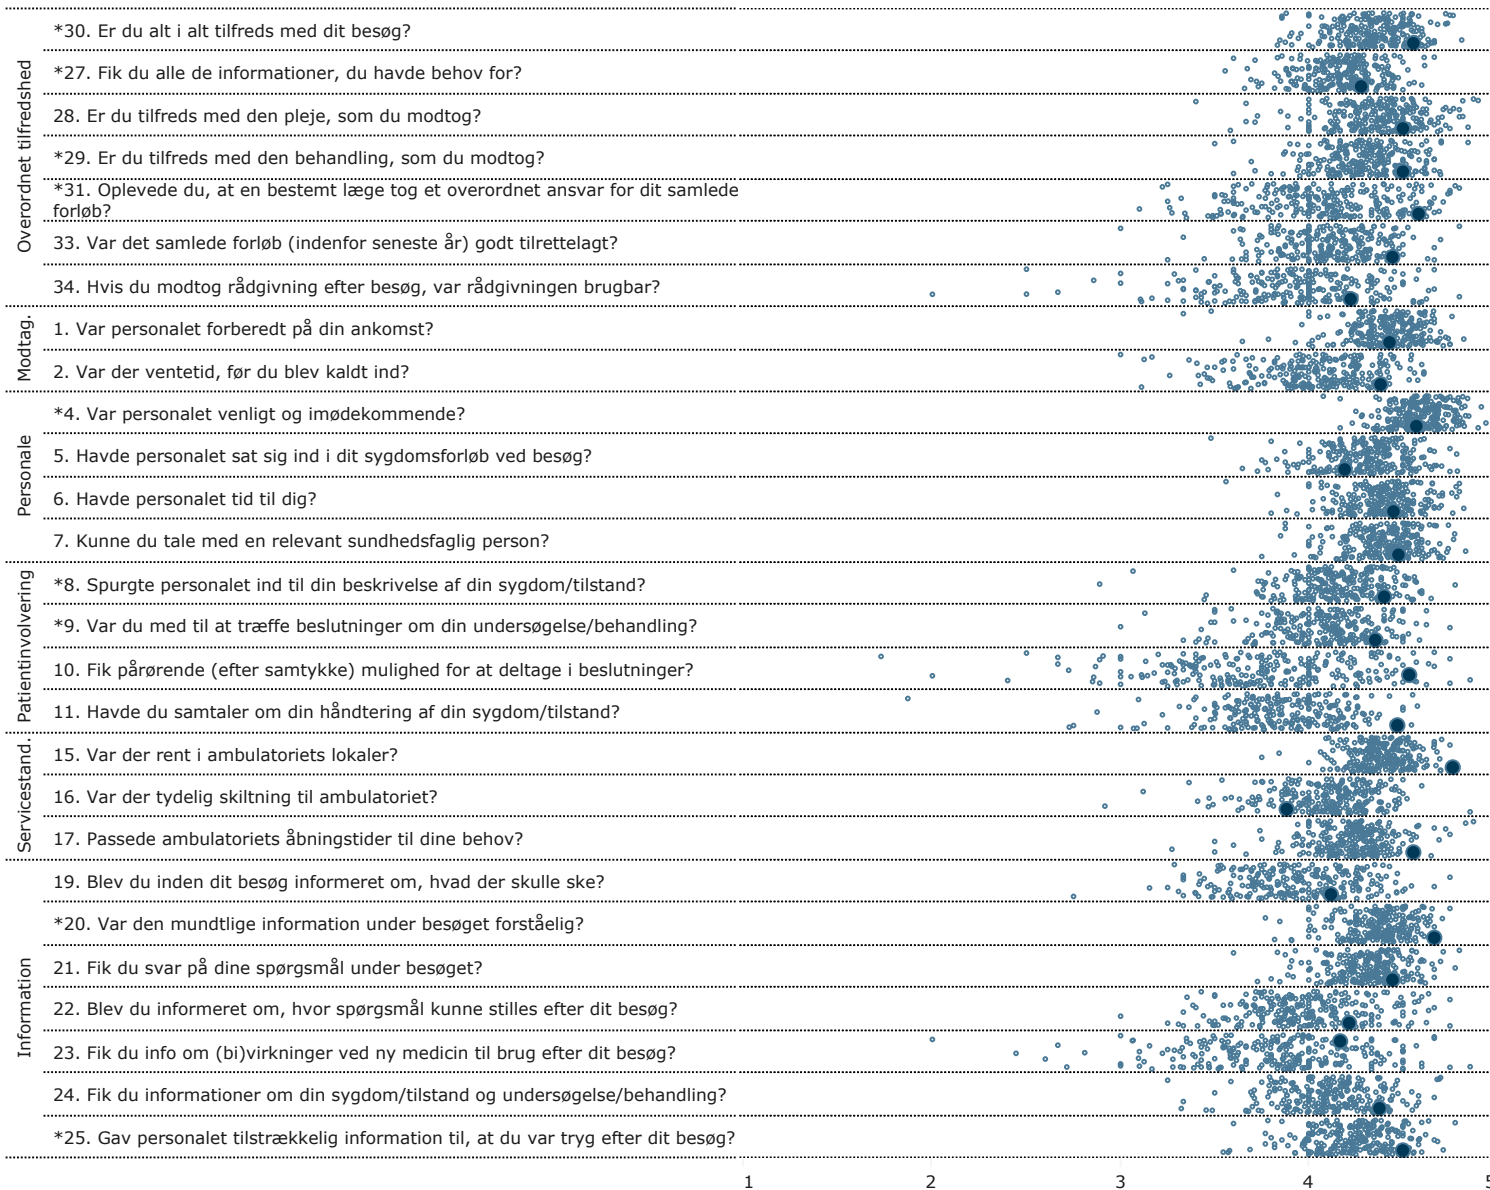 Overordnet tilfredshed
*30. Er du alt i alt tilfreds med dit besøg?
*27. Fik du alle de informationer, du havde behov for?
28. Er du tilfreds med den pleje, som du modtog?
*29. Er du tilfreds med den behandling, som du modtog?
*31. Oplevede du, at en bestemt læge tog et overordnet ansvar for dit samlede
forløb?
33. Var det samlede forløb (indenfor seneste år) godt tilrettelagt?
34. Hvis du modtog rådgivning efter besøg, var rådgivningen brugbar?
Modtag.
1. Var personalet forberedt på din ankomst?
2. Var der ventetid, før du blev kaldt ind?
Personale
*4. Var personalet venligt og imødekommende?
5. Havde personalet sat sig ind i dit sygdomsforløb ved besøg?
6. Havde personalet tid til dig?
7. Kunne du tale med en relevant sundhedsfaglig person?
Patientinvolvering
*8. Spurgte personalet ind til din beskrivelse af din sygdom/tilstand?
*9. Var du med til at træffe beslutninger om din undersøgelse/behandling?
10. Fik pårørende (efter samtykke) mulighed for at deltage i beslutninger?
11. Havde du samtaler om din håndtering af din sygdom/tilstand?
Servicestand.
15. Var der rent i ambulatoriets lokaler?
16. Var der tydelig skiltning til ambulatoriet?
17. Passede ambulatoriets åbningstider til dine behov?
Information
19. Blev du inden dit besøg informeret om, hvad der skulle ske?
*20. Var den mundtlige information under besøget forståelig?
21. Fik du svar på dine spørgsmål under besøget?
22. Blev du informeret om, hvor spørgsmål kunne stilles efter dit besøg?
23. Fik du info om (bi)virkninger ved ny medicin til brug efter dit besøg?
24. Fik du informationer om din sygdom/tilstand og undersøgelse/behandling?
*25. Gav personalet tilstrækkelig information til, at du var tryg efter dit besøg?
1 2 3 4 5